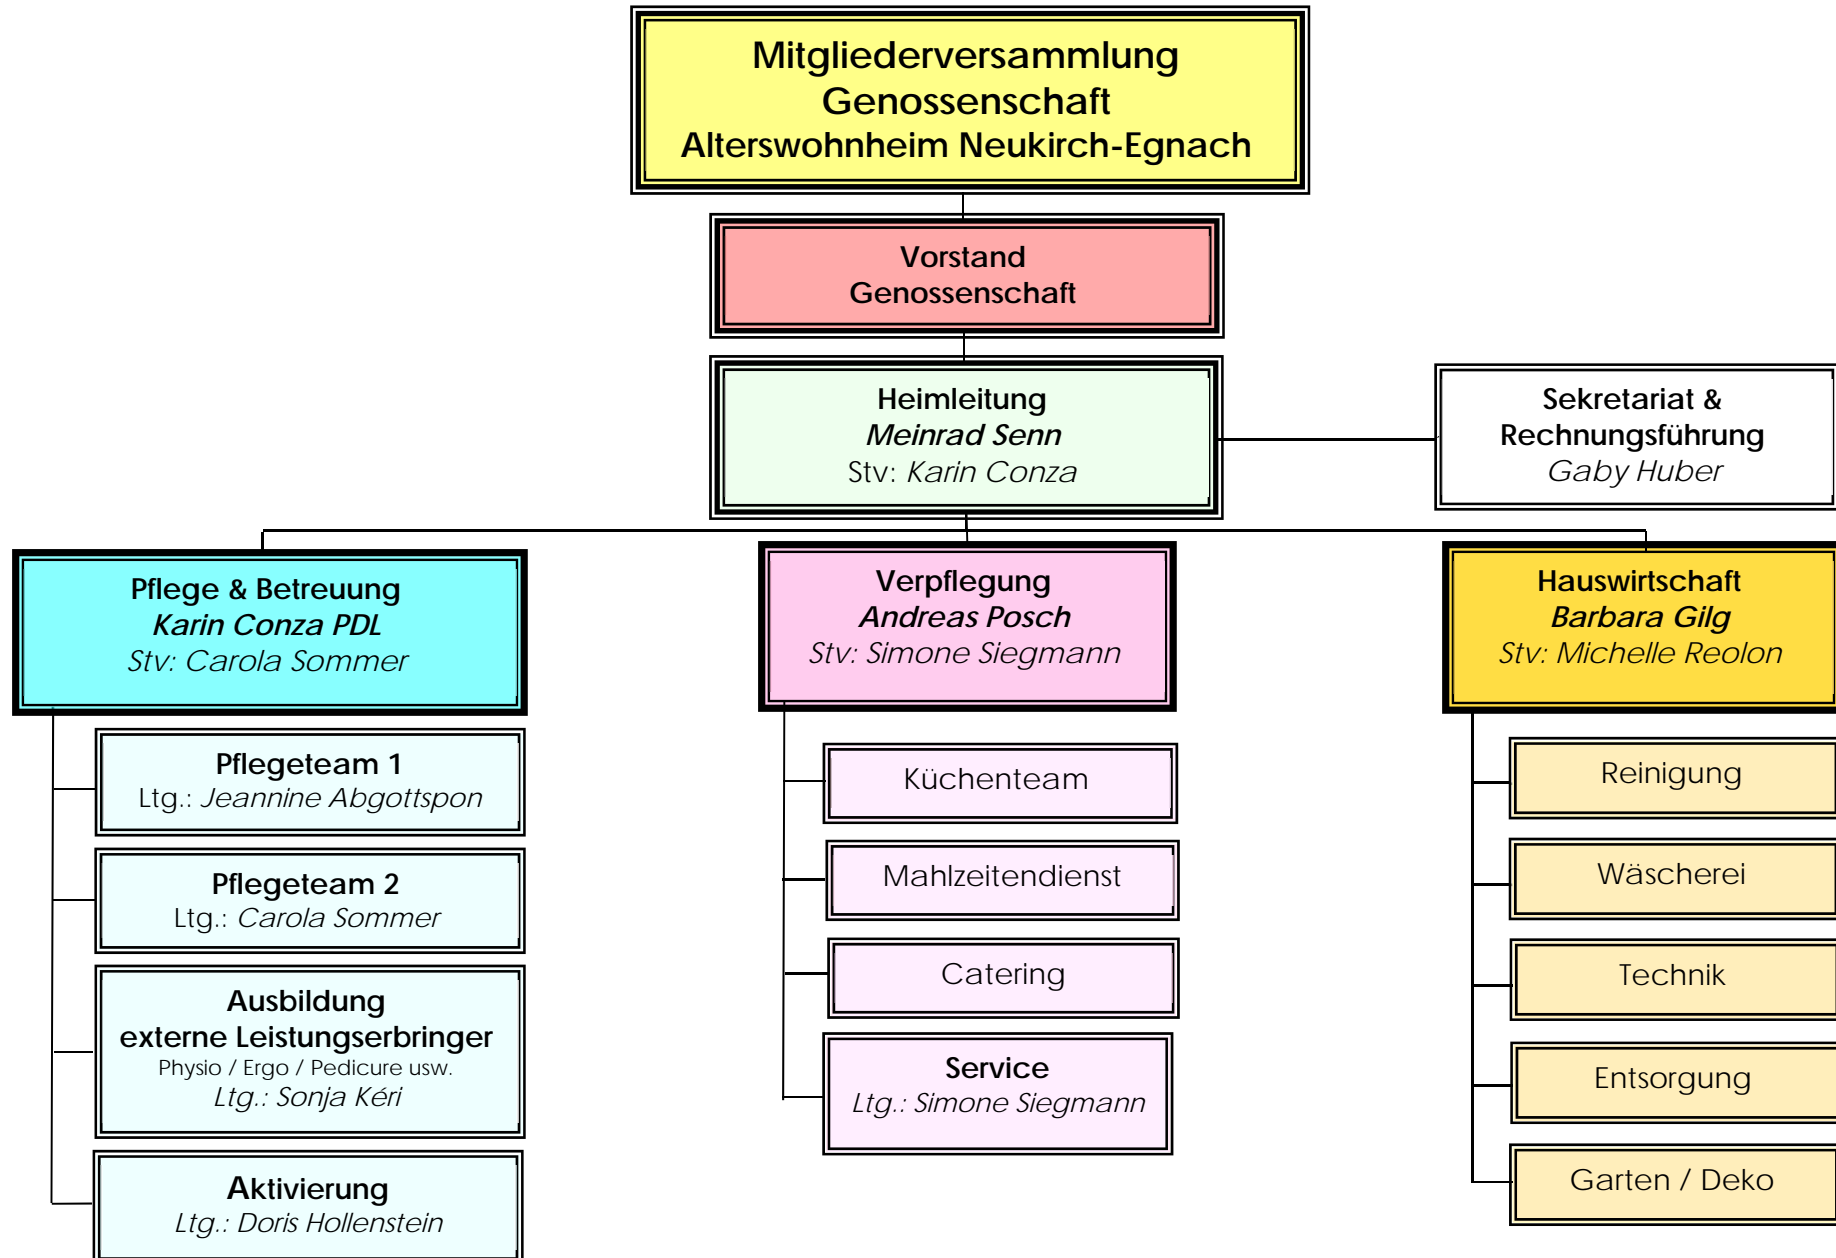 Mitgliederversammlung
Genossenschaft
Alterswohnheim Neukirch-Egnach
Vorstand
Genossenschaft
Heimleitung
Meinrad Senn
Stv: Karin Conza
Sekretariat &
Rechnungsführung
Gaby Huber
Pflege & Betreuung
Karin Conza PDL
Stv: Carola Sommer
Pflegeteam 1
Ltg.: Jeannine Abgottspon
Pflegeteam 2
Ltg.: Carola Sommer
Ausbildung
externe Leistungserbringer
Physio / Ergo / Pedicure usw.
Ltg.: Sonja Kéri
Aktivierung
Ltg.: Doris Hollenstein
Verpflegung
Andreas Posch
Stv: Simone Siegmann
Küchenteam
Mahlzeitendienst
Catering
Service
Ltg.: Simone Siegmann
Hauswirtschaft
Barbara Gilg
Stv: Michelle Reolon
Reinigung
Wäscherei
Technik
Entsorgung
Garten / Deko